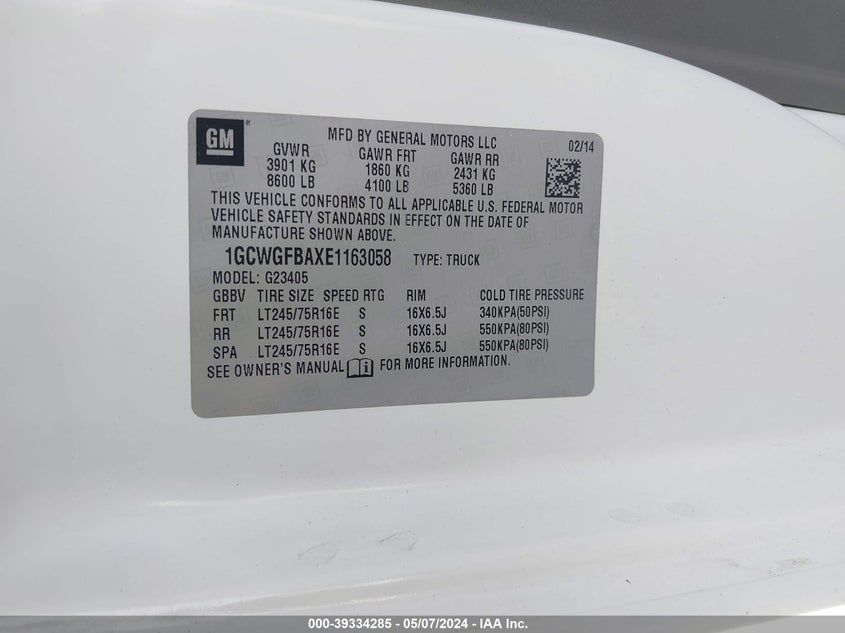 GM
MFD BY GENERAL MOTORS LLC
02/14
GVWR GAWR FRT GAWR RR
3901 KG 1860 KG 2431 KG
8600 LB 4100 LB 5360 LB
THIS VEHICLE CONFORMS TO ALL APPLICABLE U.S. FEDERAL MOTOR
VEHICLE SAFETY STANDARDS IN EFFECT ON THE DATE OF
MANUFACTURE SHOWN ABOVE.
1GCWGFBAXE1163058 TYPE: TRUCK
MODEL: G23405
GBBV TIRE SIZE SPEED RTG RIM COLD TIRE PRESSURE
FRT LT245/75R16E S 16X6.5J 340KPA(50PSI)
RR LT245/75R16E S 16X6.5J 550KPA(80PSI)
SPA LT245/75R16E S 16X6.5J 550KPA(80PSI)
SEE OWNER'S MANUAL FOR MORE INFORMATION.
000-39334285 - 05/07/2024 - IAA Inc.